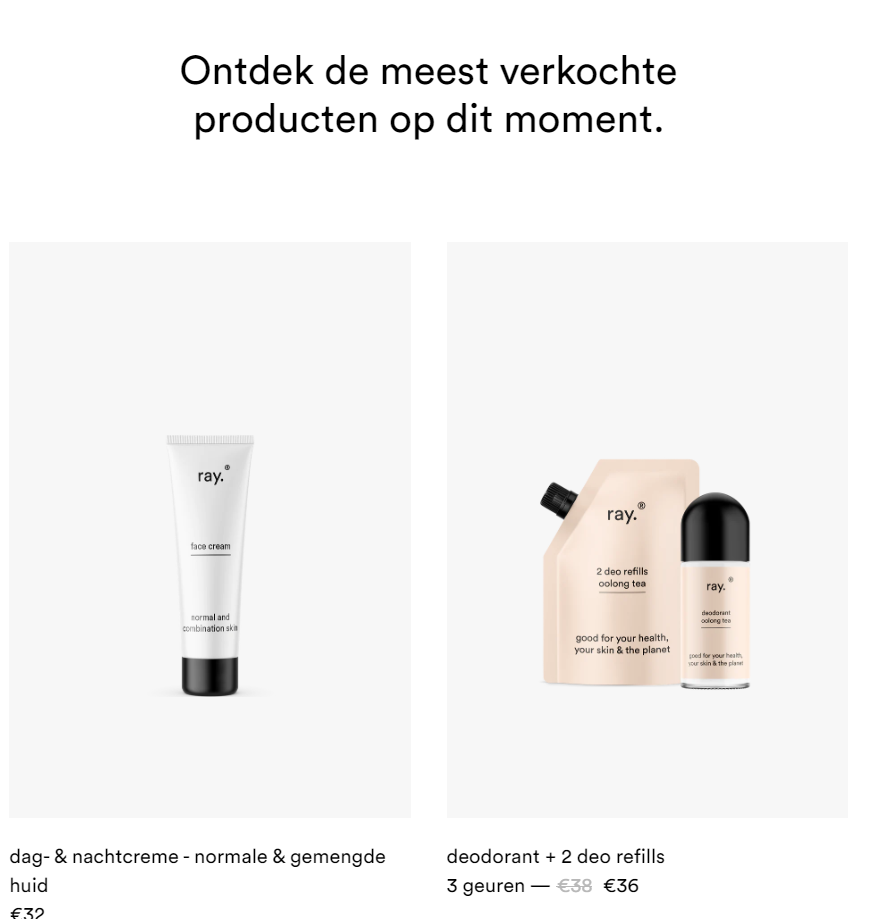 Ontdek de meest verkochte
producten op dit moment.
ray.®
face cream
normal and
combination skin
ray.®
2 deo refills
oolong tea
good for your health,
your skin & the planet
ray.®
deodorant
oolong tea
good for your health,
your skin & the planet
dag- & nachtcreme - normale & gemengde
huid
€32
deodorant + 2 deo refills
3 geuren — €38 €36